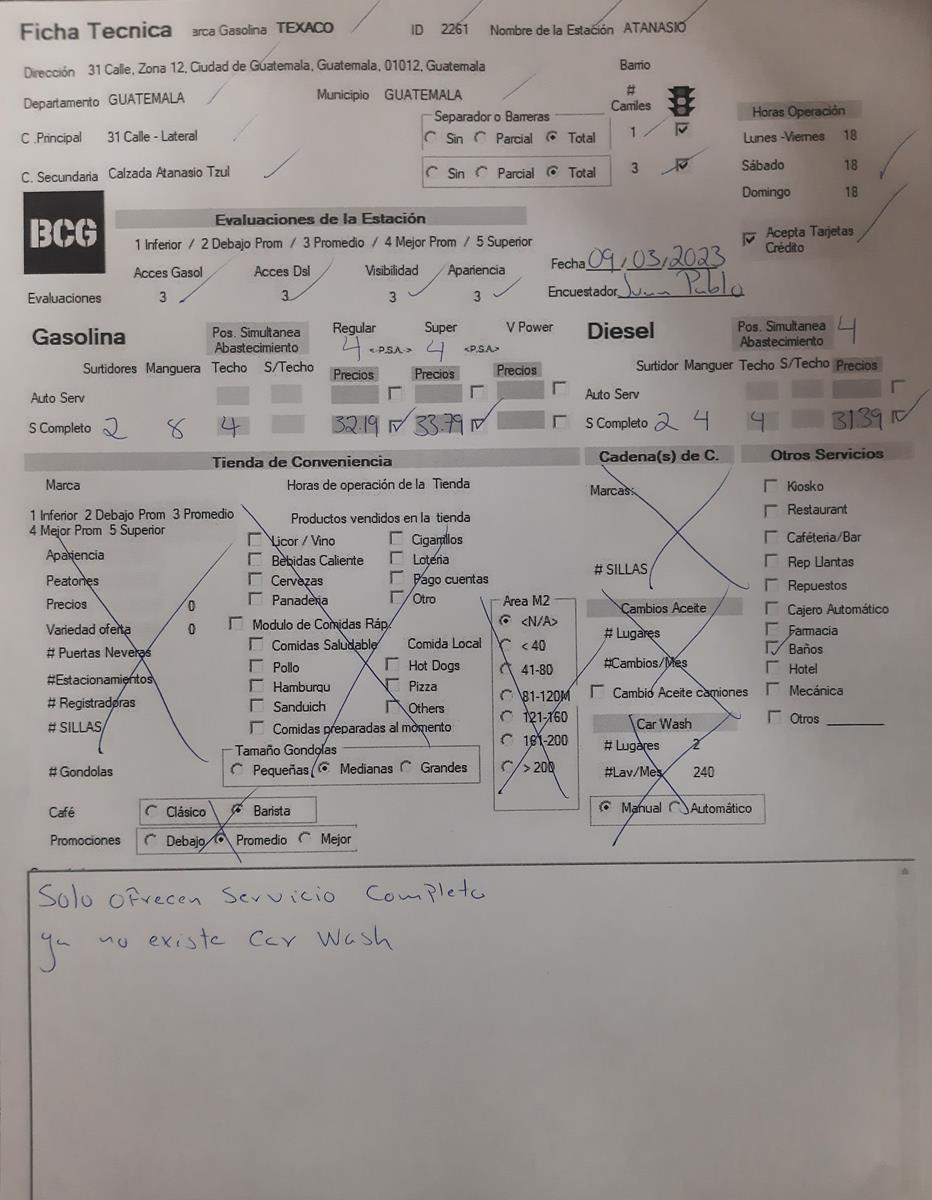 Ficha Tecnica arca Gasolina TEXACO ID 2261 Nombre de la Estación ATANASIO
Dirección 31 Calle, Zona 12, Ciudad de Guatemala, Guatemala, 01012, Guatemala Barrio
Departamento GUATEMALA Municipio GUATEMALA # Carriles
Separador o Barreras Horas Operación
C .Principal 31 Calle - Lateral Sin Parcial Total 1 Lunes -Viernes 18
C. Secundaria Calzada Atanasio Tzul Sin Parcial Total 3 Sábado 18
Domingo 18
BCG Evaluaciones de la Estación
1 Inferior / 2 Debajo Prom / 3 Promedio / 4 Mejor Prom / 5 Superior
Acepta Tarjetas Crédito
Acces Gasol Acces Dsl Visibilidad Apariencia Fecha 09/03/2023
Evaluaciones 3 3 3 3 Encuestador Juan Pablo
Gasolina Pos. Simultanea Abastecimiento Regular Super V Power
4 <-P.S.A.-> 4 <P.S.A>
Surtidores Manguera Techo S/Techo Precios Precios Precios
Auto Serv
S Completo 2 8 4 32.19 33.79
Diesel Pos. Simultanea Abastecimiento 4
Surtidor Manguer Techo S/Techo Precios
Auto Serv
S Completo 2 4 4 31.39
Tienda de Conveniencia
Marca Horas de operación de la Tienda
1 Inferior 2 Debajo Prom 3 Promedio
4 Mejor Prom 5 Superior
Apariencia
Peatones
Precios 0
Variedad oferta 0
# Puertas Neveras
#Estacionamientos
# Registradoras
# SILLAS
# Gondolas
Productos vendidos en la tienda
Licor / Vino Cigarrillos
Bebidas Caliente Loteria
Cervezas Pago cuentas
Panaderia Otro
Modulo de Comidas Ráp.
Comidas Saludable Comida Local
Pollo Hot Dogs
Hamburqu Pizza
Sanduich Others
Comidas preparadas al momento
Tamaño Gondolas
Pequeñas Medianas Grandes
Area M2
<N/A>
< 40
41-80
81-120M
121-160
161-200
> 200
Café Clásico Barista
Promociones Debajo Promedio Mejor
Cadena(s) de C.
Marcas:
# SILLAS
Cambios Aceite
# Lugares
#Cambios/Mes
Cambio Aceite camiones
Car Wash
# Lugares 2
#Lav/Mes 240
Manual Automático
Otros Servicios
Kiosko
Restaurant
Caféteria/Bar
Rep Llantas
Repuestos
Cajero Automático
Farmacia
Baños
Hotel
Mecánica
Otros
Solo ofrecen Servicio Completo
ya no existe Car Wash